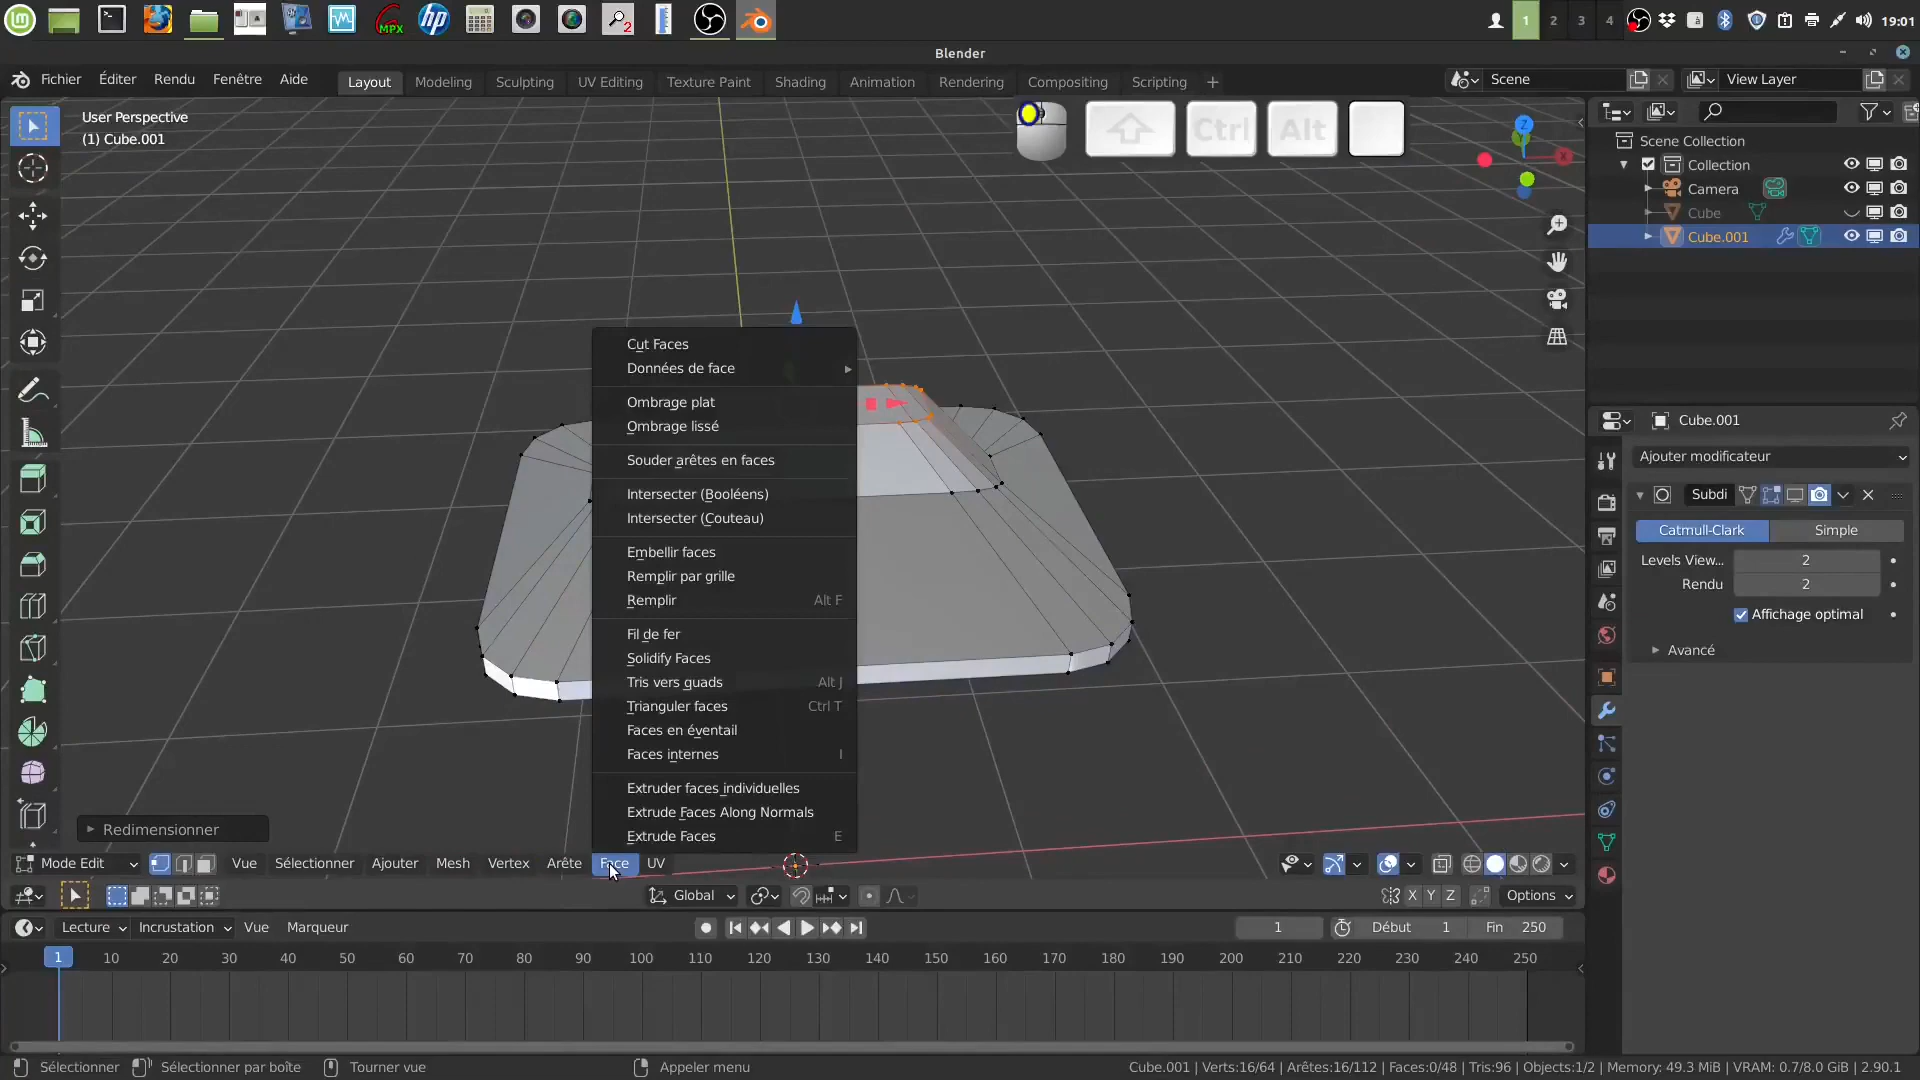 MPX
2
1
2
3
4
19:01
Blender
Fichier
Éditer
Rendu
Fenêtre
Aide
Layout
Modeling
Sculpting
UV Editing
Texture Paint
Shading
Animation
Rendering
Compositing
Scripting
Scene
View Layer
User Perspective
(1) Cube.001
Ctrl
Alt
Z
X
Scene Collection
Collection
Camera
Cube
Cube.001
Cut Faces
Données de face
Ombrage plat
Ombrage lissé
Souder arêtes en faces
Intersecter (Booléens)
Intersecter (Couteau)
Embellir faces
Remplir par grille
Remplir Alt F
Fil de fer
Solidify Faces
Tris vers quads Alt J
Trianguler faces Ctrl T
Faces en éventail
Faces internes I
Extruder faces individuelles
Extrude Faces Along Normals
Extrude Faces E
Cube.001
Ajouter modificateur
Subdi
Catmull-Clark
Simple
Levels View... 2
Rendu 2
Affichage optimal
Avancé
Redimensionner
Mode Edit
Vue
Sélectionner
Ajouter
Mesh
Vertex
Arête
Face
UV
Global
X Y Z
Options
Lecture
Incrustation
Vue
Marqueur
1
Début 1
Fin 250
1 10 20 30 40 50 60 70 80 90 100 110 120 130 140 150 160 170 180 190 200 210 220 230 240 250
Sélectionner
Sélectionner par boîte
Tourner vue
Appeler menu
Cube.001 | Verts:16/64 | Arêtes:16/112 | Faces:0/48 | Tris:96 | Objects:1/2 | Memory: 49.3 MiB | VRAM: 0.7/8.0 GiB | 2.90.1